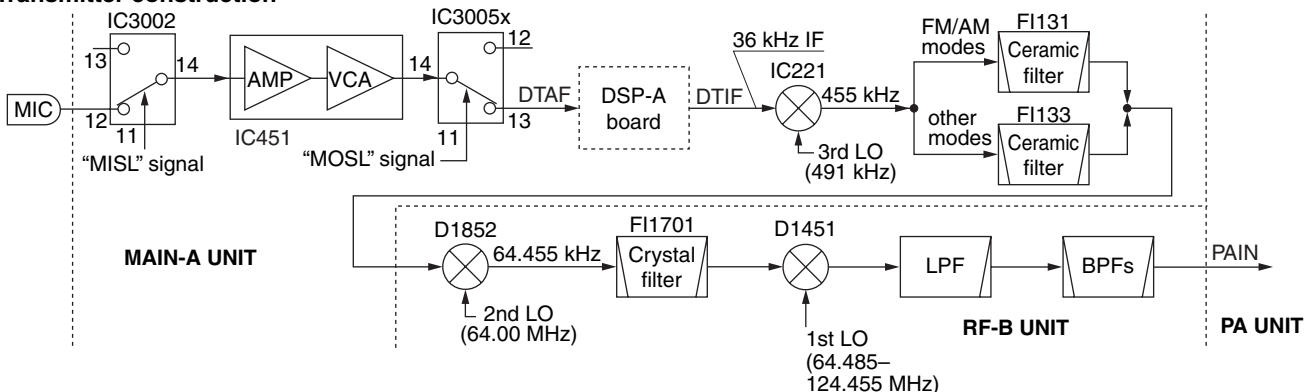 Transmitter construction
IC3002
13
14
MIC
12
11
"MISL" signal
AMP
VCA
IC451
14
IC3005x
12
11
13
"MOSL" signal
DTAF
DSP-A
board
DTIF
36 kHz IF
IC221
455 kHz
3rd LO
(491 kHz)
FM/AM
modes
FI131
Ceramic
filter
other
modes
FI133
Ceramic
filter
MAIN-A UNIT
D1852
64.455 kHz
2nd LO
(64.00 MHz)
FI1701
Crystal
filter
D1451
1st LO
(64.485–
124.455 MHz)
LPF
BPFs
PAIN
RF-B UNIT
PA UNIT